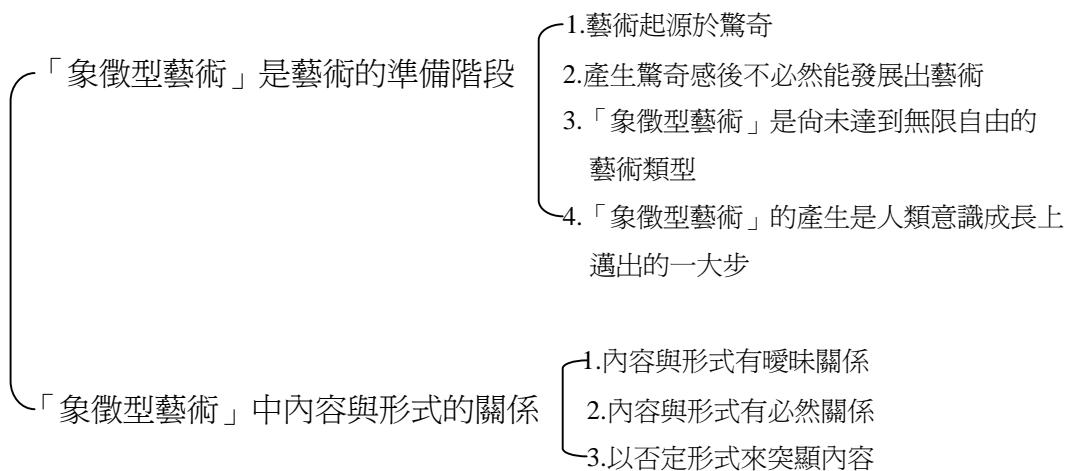 「象徵型藝術」是藝術的準備階段
1.藝術起源於驚奇
2.產生驚奇感後不必然能發展出藝術
3.「象徵型藝術」是尚未達到無限自由的
藝術類型
4.「象徵型藝術」的產生是人類意識成長上
邁出的一大步
「象徵型藝術」中內容與形式的關係
1.內容與形式有曖昧關係
2.內容與形式有必然關係
3.以否定形式來突顯內容